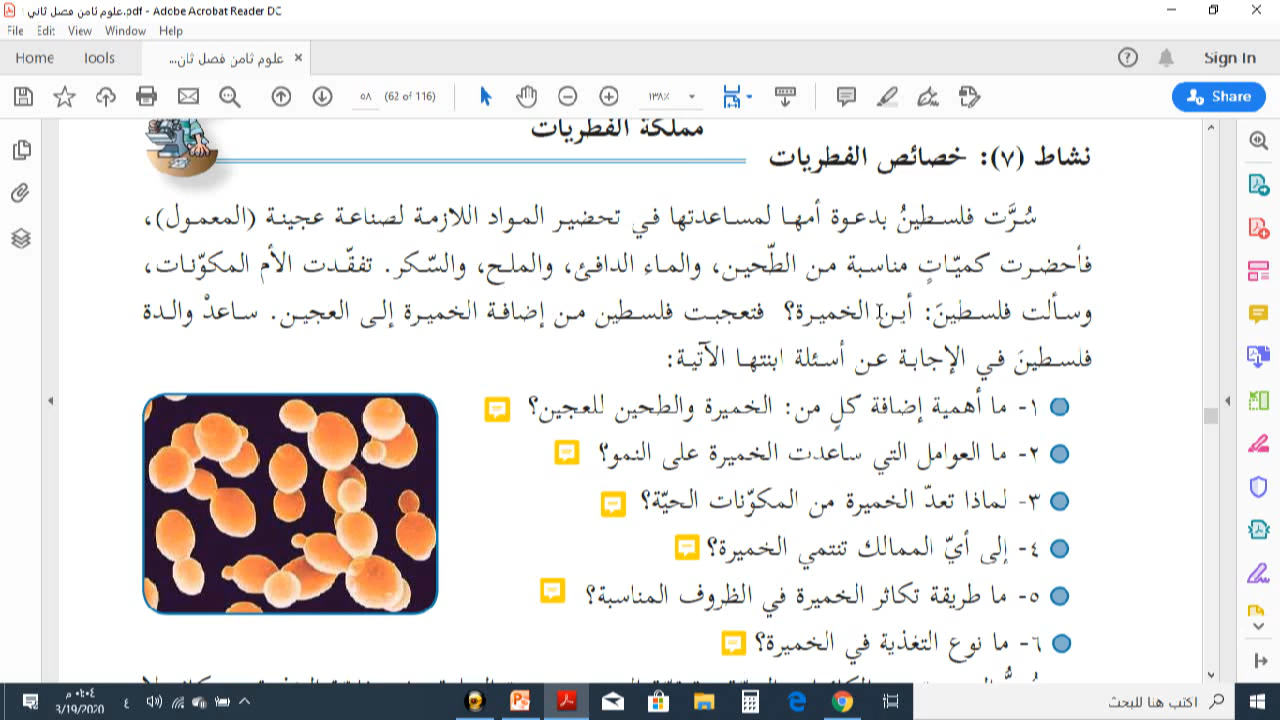 علوم ثامن فصل ثاني.pdf - Adobe Acrobat Reader DC
File Edit View Window Help
Home Tools علوم ثامن فصل ثان... × Sign In
٥٨ (62 of 116) ١٣٨٪ Share
مملكة الفطريات
نشاط (٧): خصائص الفطريات
سُرَّت فلسطينُ بدعوة أمها لمساعدتها في تحضير المواد اللازمة لصناعة عجينة (المعمول)،
فأحضرت كميّاتٍ مناسبة من الطّحين، والماء الدافئ، والملح، والسّكر. تفقّدت الأم المكوّنات،
وسألت فلسطينَ: أين الخميرة؟ فتعجبت فلسطين من إضافة الخميرة إلى العجين. ساعدْ والدة
فلسطينَ في الإجابة عن أسئلة ابنتها الآتية:
١- ما أهمية إضافة كلٍ من: الخميرة والطحين للعجين؟
٢- ما العوامل التي ساعدت الخميرة على النمو؟
٣- لماذا تعدّ الخميرة من المكوّنات الحيّة؟
٤- إلى أيّ الممالك تنتمي الخميرة؟
٥- ما طريقة تكاثر الخميرة في الظروف المناسبة؟
٦- ما نوع التغذية في الخميرة؟
اكتب هنا للبحث
٠٦:٠٤ م
3/19/2020
ع